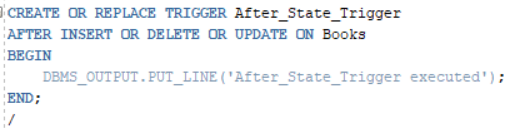 CREATE OR REPLACE TRIGGER After_State_Trigger
AFTER INSERT OR DELETE OR UPDATE ON Books
BEGIN
DBMS_OUTPUT.PUT_LINE('After_State_Trigger executed');
END;
/